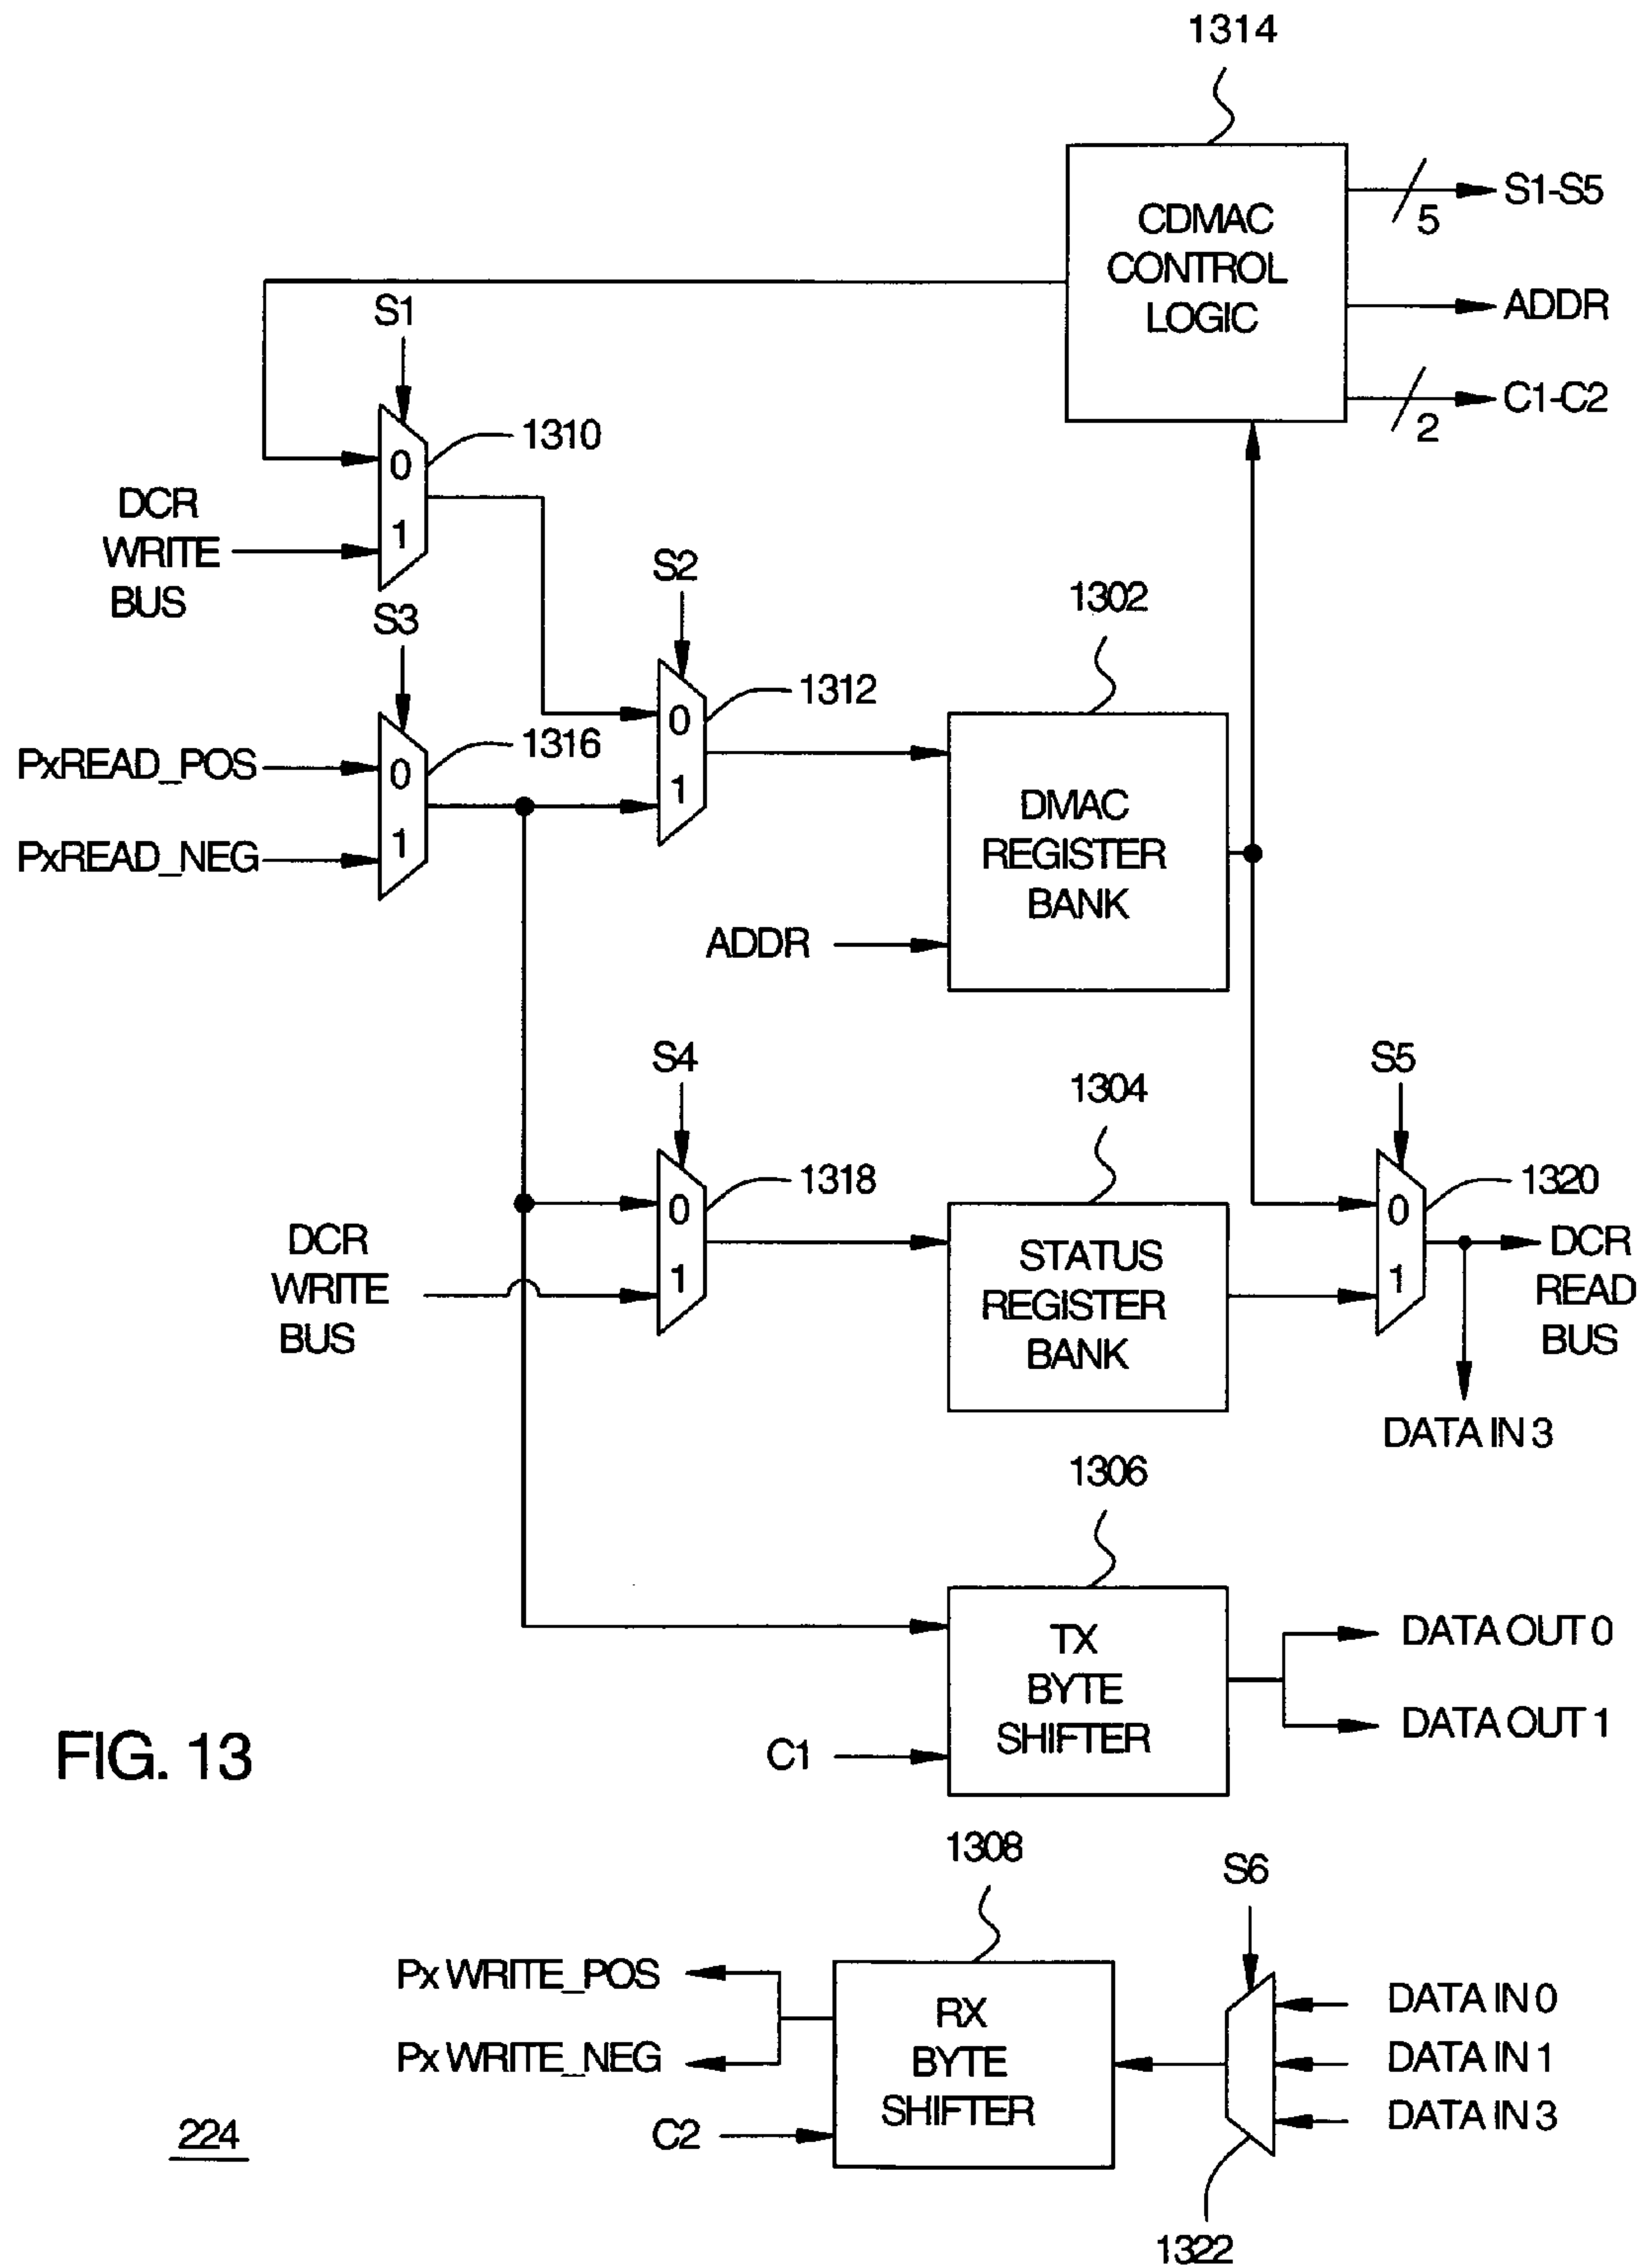 1314
CDMAC
CONTROL
LOGIC
S1-S5
5
ADDR
C1-C2
2
S1
1310
0
1
DCR
WRITE
BUS
S3
1316
0
1
PxREAD_POS
PxREAD_NEG
S2
1312
0
1
1302
DMAC
REGISTER
BANK
ADDR
S4
1318
0
1
DCR
WRITE
BUS
1304
STATUS
REGISTER
BANK
S5
1320
0
1
DCR
READ
BUS
DATA IN 3
1306
TX
BYTE
SHIFTER
C1
DATA OUT 0
DATA OUT 1
FIG. 13
1308
RX
BYTE
SHIFTER
Px WRITE_POS
Px WRITE_NEG
C2
S6
DATA IN 0
DATA IN 1
DATA IN 3
1322
224